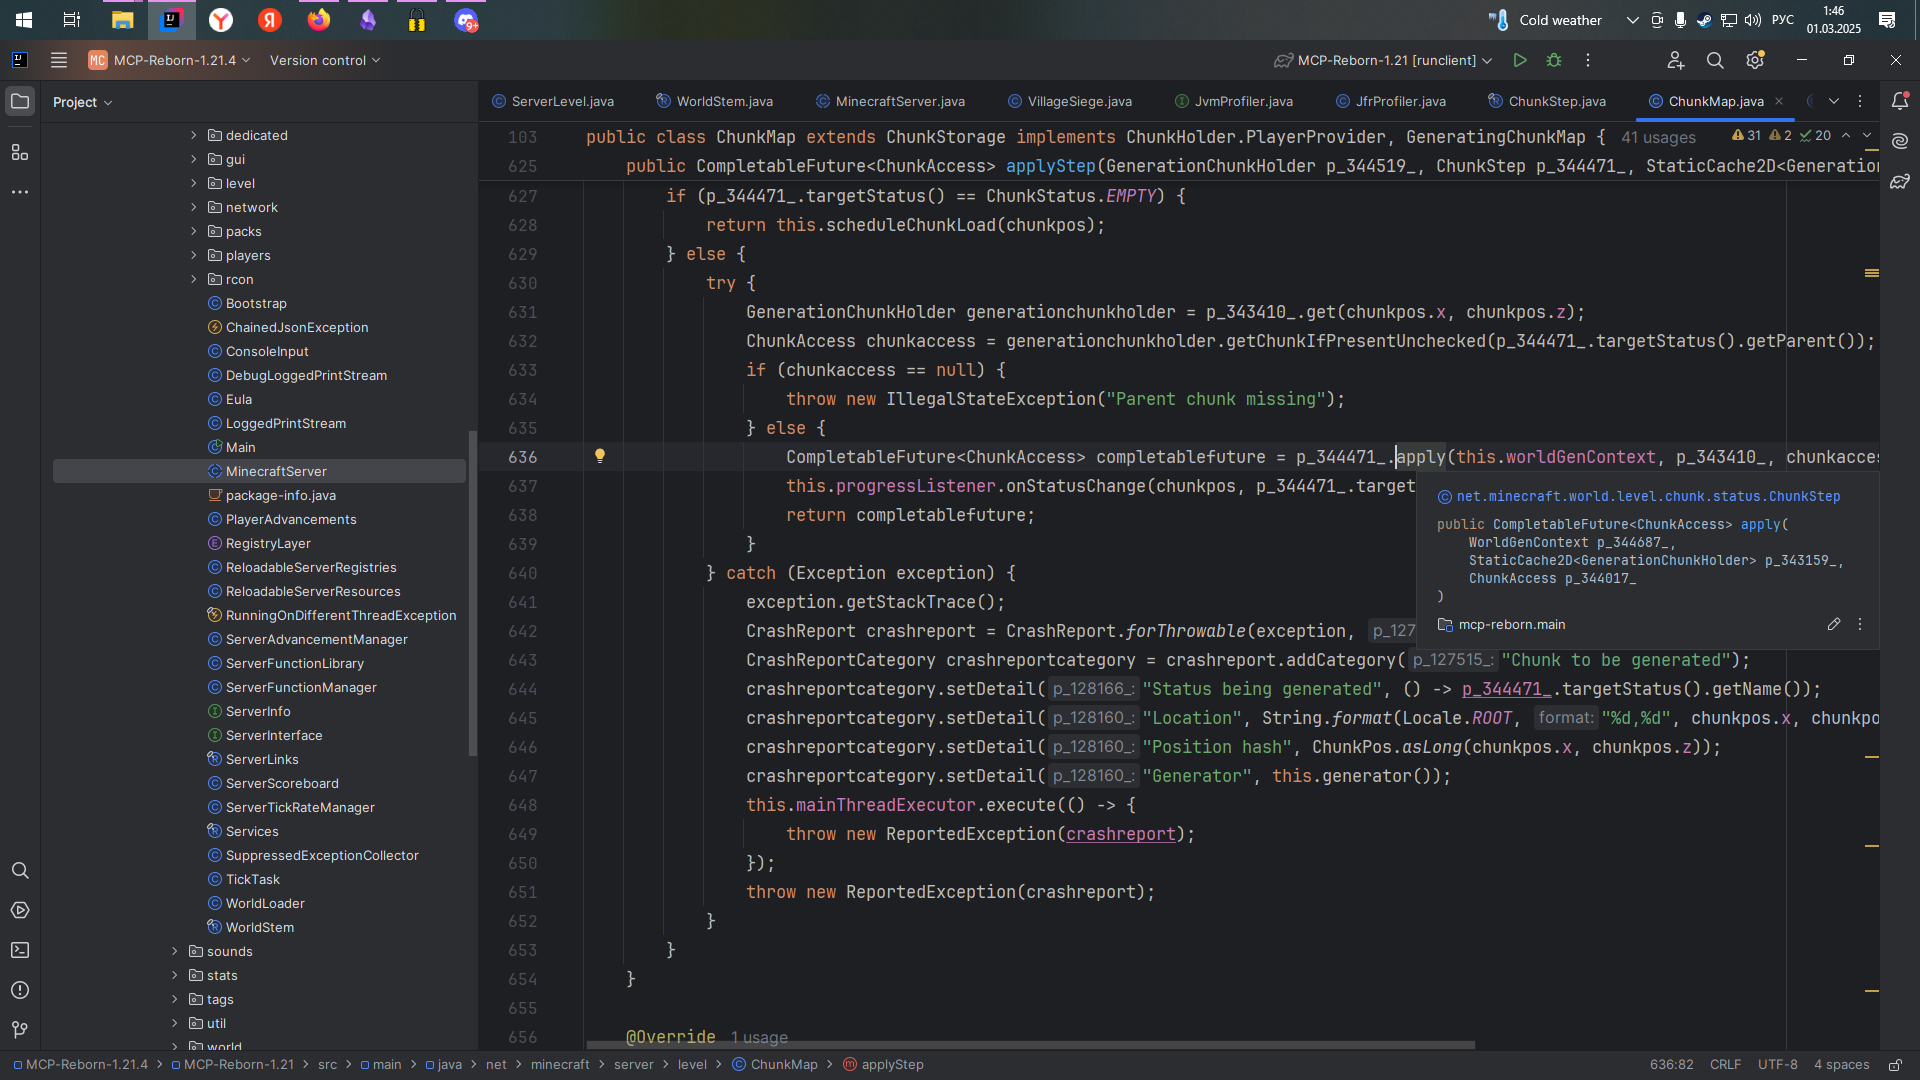 Cold weather
РУС
1:46
01.03.2025
9+
MC MCP-Reborn-1.21.4
Version control
MCP-Reborn-1.21 [runclient]
Project
ServerLevel.java
WorldStem.java
MinecraftServer.java
VillageSiege.java
JvmProfiler.java
JfrProfiler.java
ChunkStep.java
ChunkMap.java
dedicated
gui
level
network
packs
players
rcon
Bootstrap
ChainedJsonException
ConsoleInput
DebugLoggedPrintStream
Eula
LoggedPrintStream
Main
MinecraftServer
package-info.java
PlayerAdvancements
RegistryLayer
ReloadableServerRegistries
ReloadableServerResources
RunningOnDifferentThreadException
ServerAdvancementManager
ServerFunctionLibrary
ServerFunctionManager
ServerInfo
ServerInterface
ServerLinks
ServerScoreboard
ServerTickRateManager
Services
SuppressedExceptionCollector
TickTask
WorldLoader
WorldStem
sounds
stats
tags
util
world
103 public class ChunkMap extends ChunkStorage implements ChunkHolder.PlayerProvider, GeneratingChunkMap { 41 usages
31 2 20
625 public CompletableFuture<ChunkAccess> applyStep(GenerationChunkHolder p_344519_, ChunkStep p_344471_, StaticCache2D<Generation
627 if (p_344471_.targetStatus() == ChunkStatus.EMPTY) {
628 return this.scheduleChunkLoad(chunkpos);
629 } else {
630 try {
631 GenerationChunkHolder generationchunkholder = p_343410_.get(chunkpos.x, chunkpos.z);
632 ChunkAccess chunkaccess = generationchunkholder.getChunkIfPresentUnchecked(p_344471_.targetStatus().getParent());
633 if (chunkaccess == null) {
634 throw new IllegalStateException("Parent chunk missing");
635 } else {
636 CompletableFuture<ChunkAccess> completablefuture = p_344471_.apply(this.worldGenContext, p_343410_, chunkacces
637 this.progressListener.onStatusChange(chunkpos, p_344471_.target
638 return completablefuture;
639 }
640 } catch (Exception exception) {
641 exception.getStackTrace();
642 CrashReport crashreport = CrashReport.forThrowable(exception, p_127
643 CrashReportCategory crashreportcategory = crashreport.addCategory( p_127515_: "Chunk to be generated");
644 crashreportcategory.setDetail( p_128166_: "Status being generated", () -> p_344471_.targetStatus().getName());
645 crashreportcategory.setDetail( p_128160_: "Location", String.format(Locale.ROOT, format: "%d,%d", chunkpos.x, chunkpo
646 crashreportcategory.setDetail( p_128160_: "Position hash", ChunkPos.asLong(chunkpos.x, chunkpos.z));
647 crashreportcategory.setDetail( p_128160_: "Generator", this.generator());
648 this.mainThreadExecutor.execute(() -> {
649 throw new ReportedException(crashreport);
650 });
651 throw new ReportedException(crashreport);
652 }
653 }
654 }
655
656 @Override 1 usage
net.minecraft.world.level.chunk.status.ChunkStep
public CompletableFuture<ChunkAccess> apply(
WorldGenContext p_344687_,
StaticCache2D<GenerationChunkHolder> p_343159_,
ChunkAccess p_344017_
)
mcp-reborn.main
MCP-Reborn-1.21.4 > MCP-Reborn-1.21 > src > main > java > net > minecraft > server > level > ChunkMap > applyStep
636:82 CRLF UTF-8 4 spaces